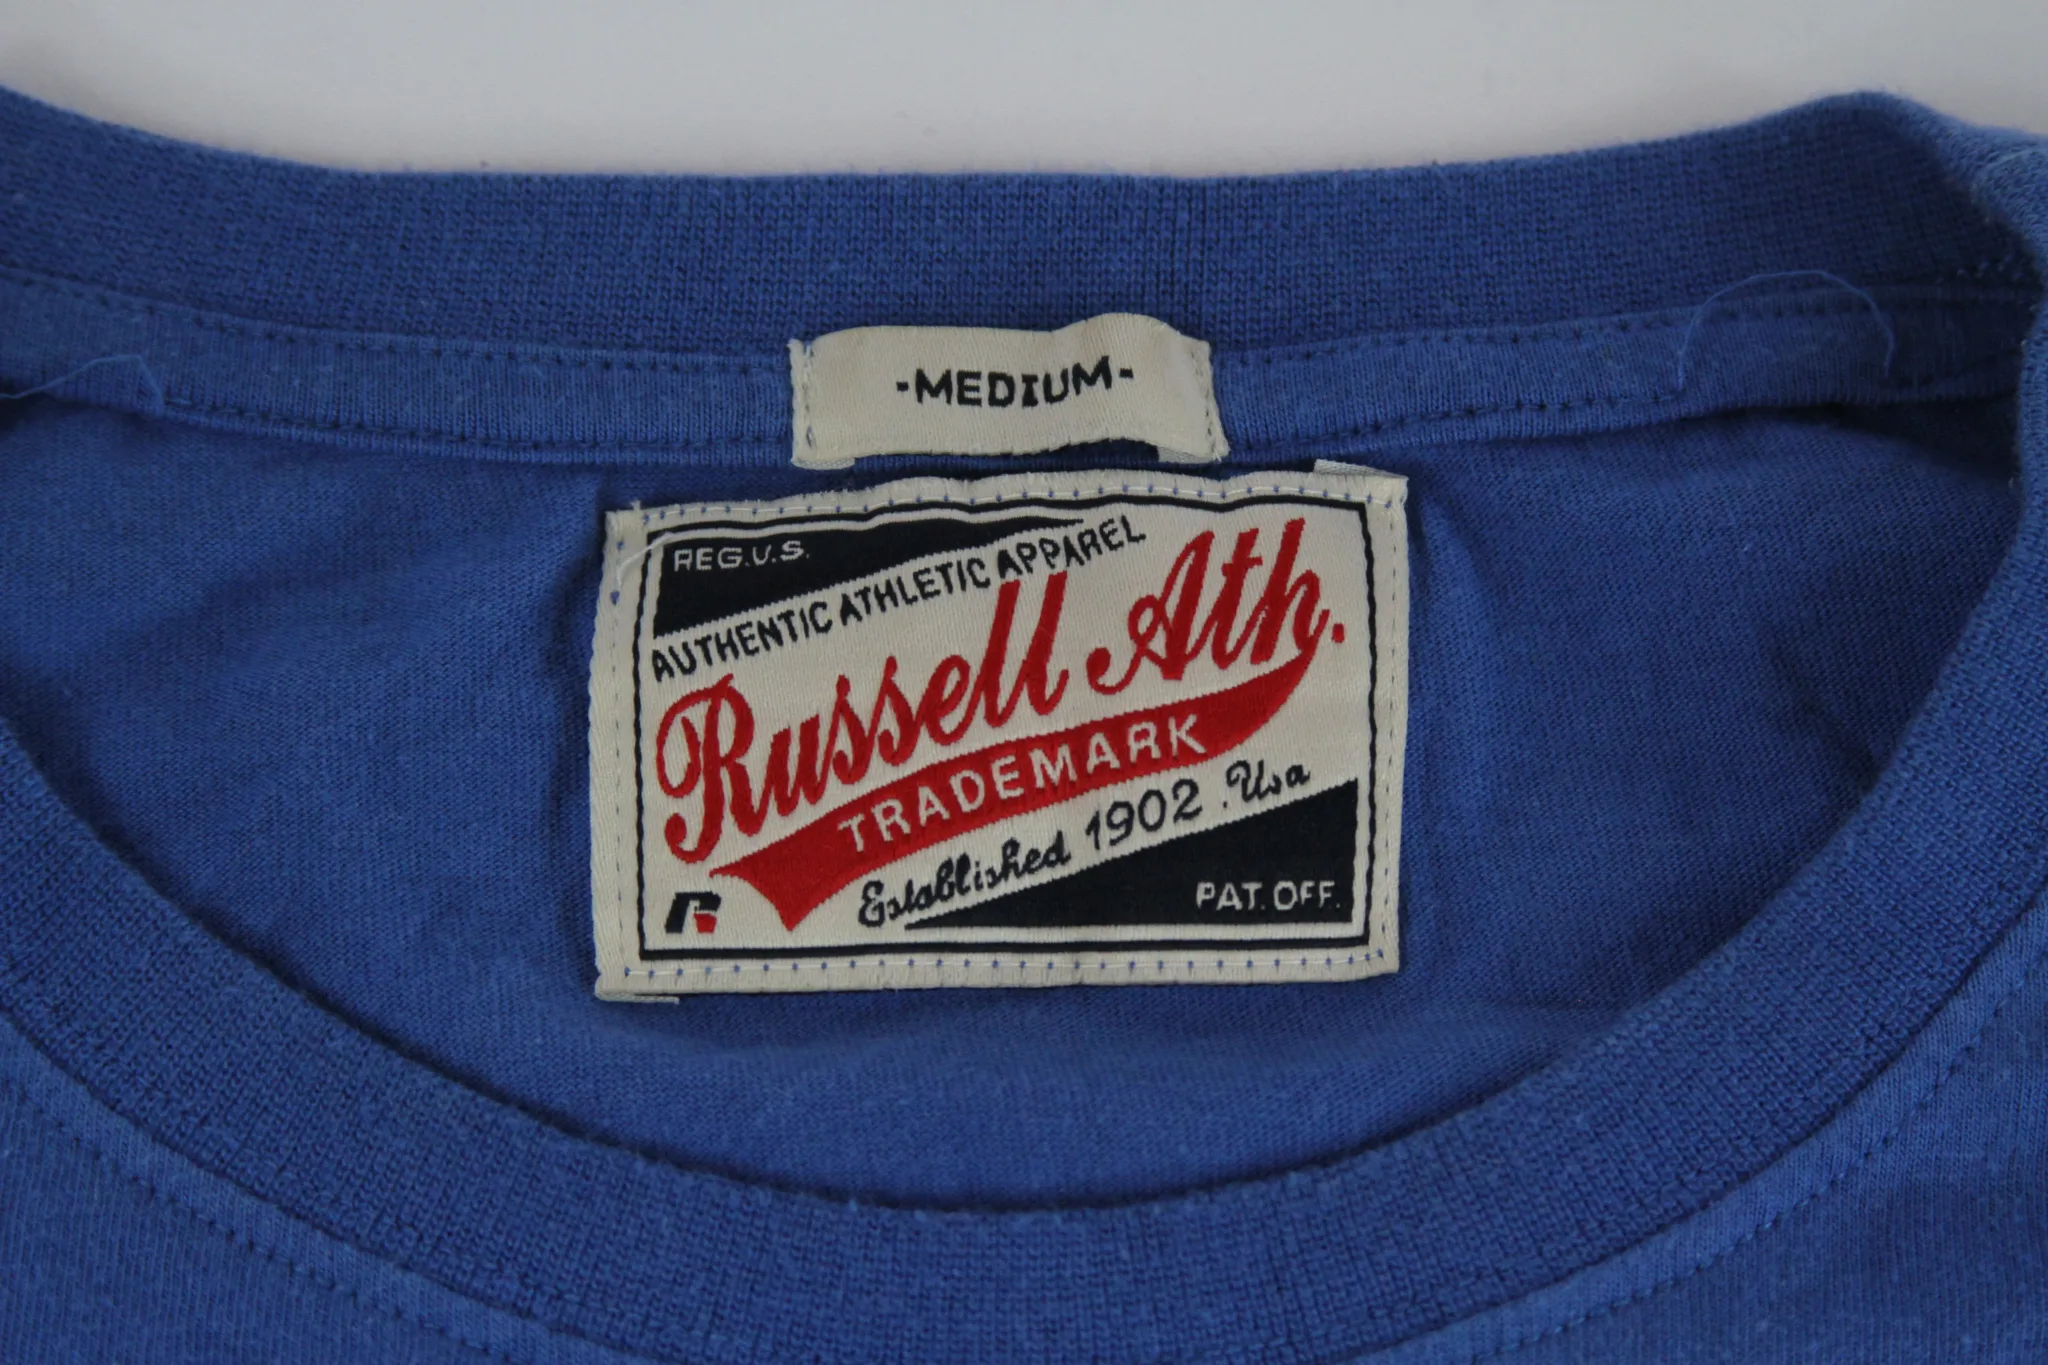 -MEDIUM-
REG.U.S.
AUTHENTIC ATHLETIC APPAREL
Russell Ath.
TRADEMARK
Established 1902 .Usa
R
PAT. OFF.